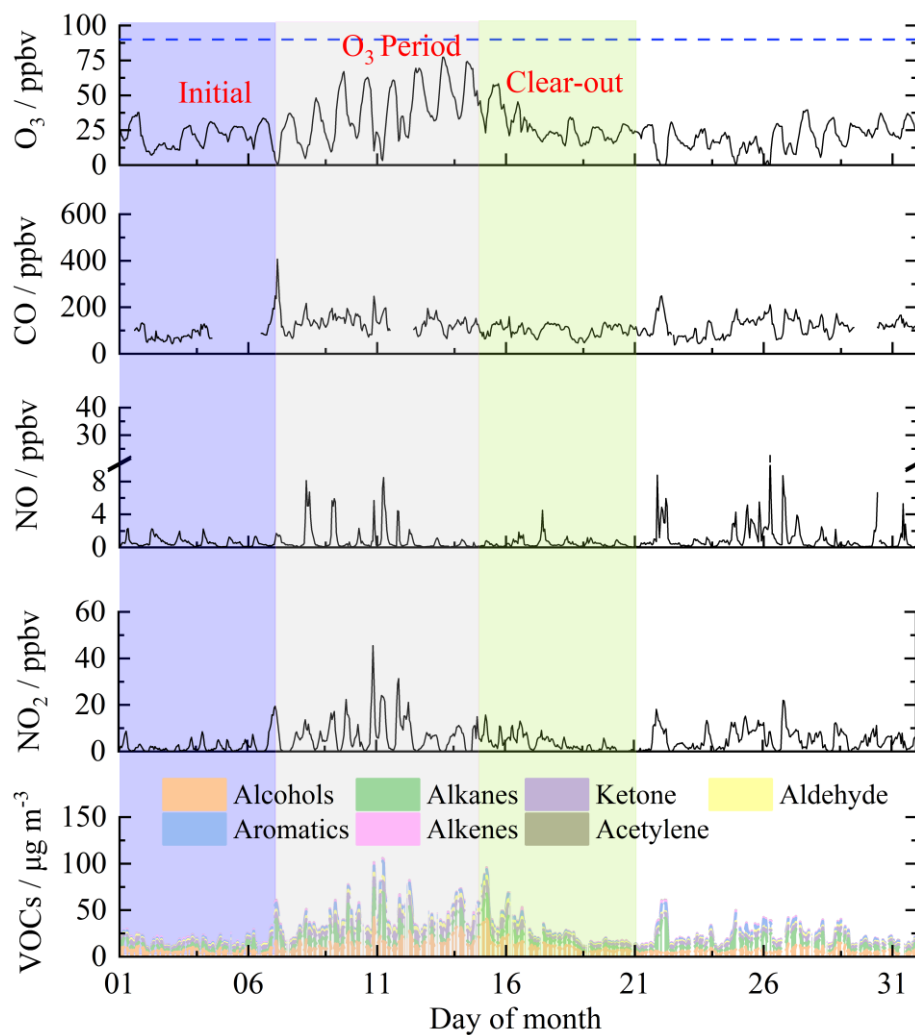 O₃ / ppbv
100
75
50
25
0
Initial
O₃ Period
Clear-out
CO / ppbv
600
400
200
0
NO / ppbv
40
30
8
4
0
NO₂ / ppbv
60
40
20
0
VOCs / μg m⁻³
150
100
50
0
Alcohols Alkanes Ketone Aldehyde
Aromatics Alkenes Acetylene
01 06 11 16 21 26 31
Day of month